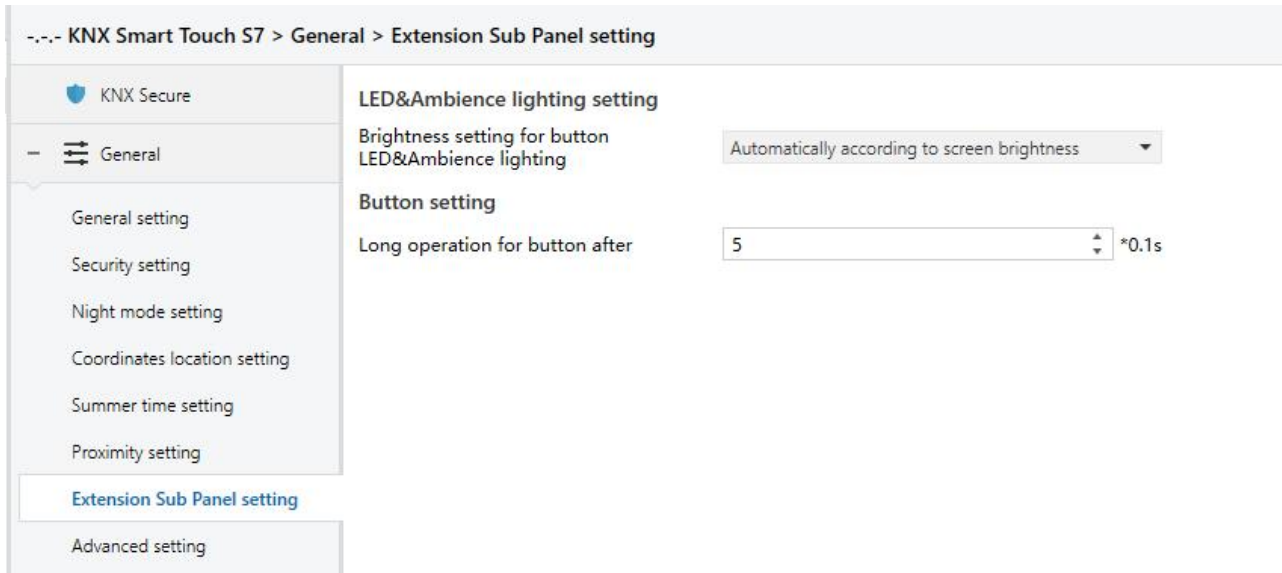 -.-.- KNX Smart Touch S7 > General > Extension Sub Panel setting
KNX Secure
General
General setting
Security setting
Night mode setting
Coordinates location setting
Summer time setting
Proximity setting
Extension Sub Panel setting
Advanced setting
LED&Ambience lighting setting
Brightness setting for button
LED&Ambience lighting
Automatically according to screen brightness
Button setting
Long operation for button after
5
*0.1s